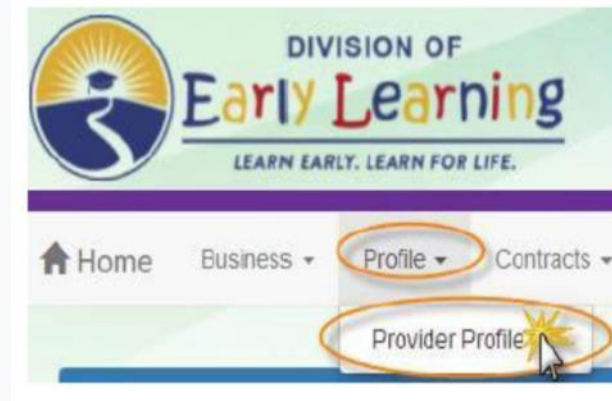 DIVISION OF
Early Learning
LEARN EARLY. LEARN FOR LIFE.
Home Business Profile Contracts
Provider Profile